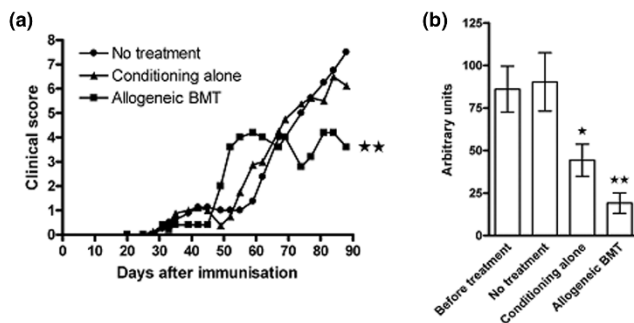 (a)
Clinical score
8
7
6
5
4
3
2
1
0
No treatment
Conditioning alone
Allogeneic BMT
★★
0 10 20 30 40 50 60 70 80 90
Days after immunisation
(b)
Arbitrary units
125
100
75
50
25
0
★
★★
Before treatment
No treatment
Conditioning alone
Allogeneic BMT